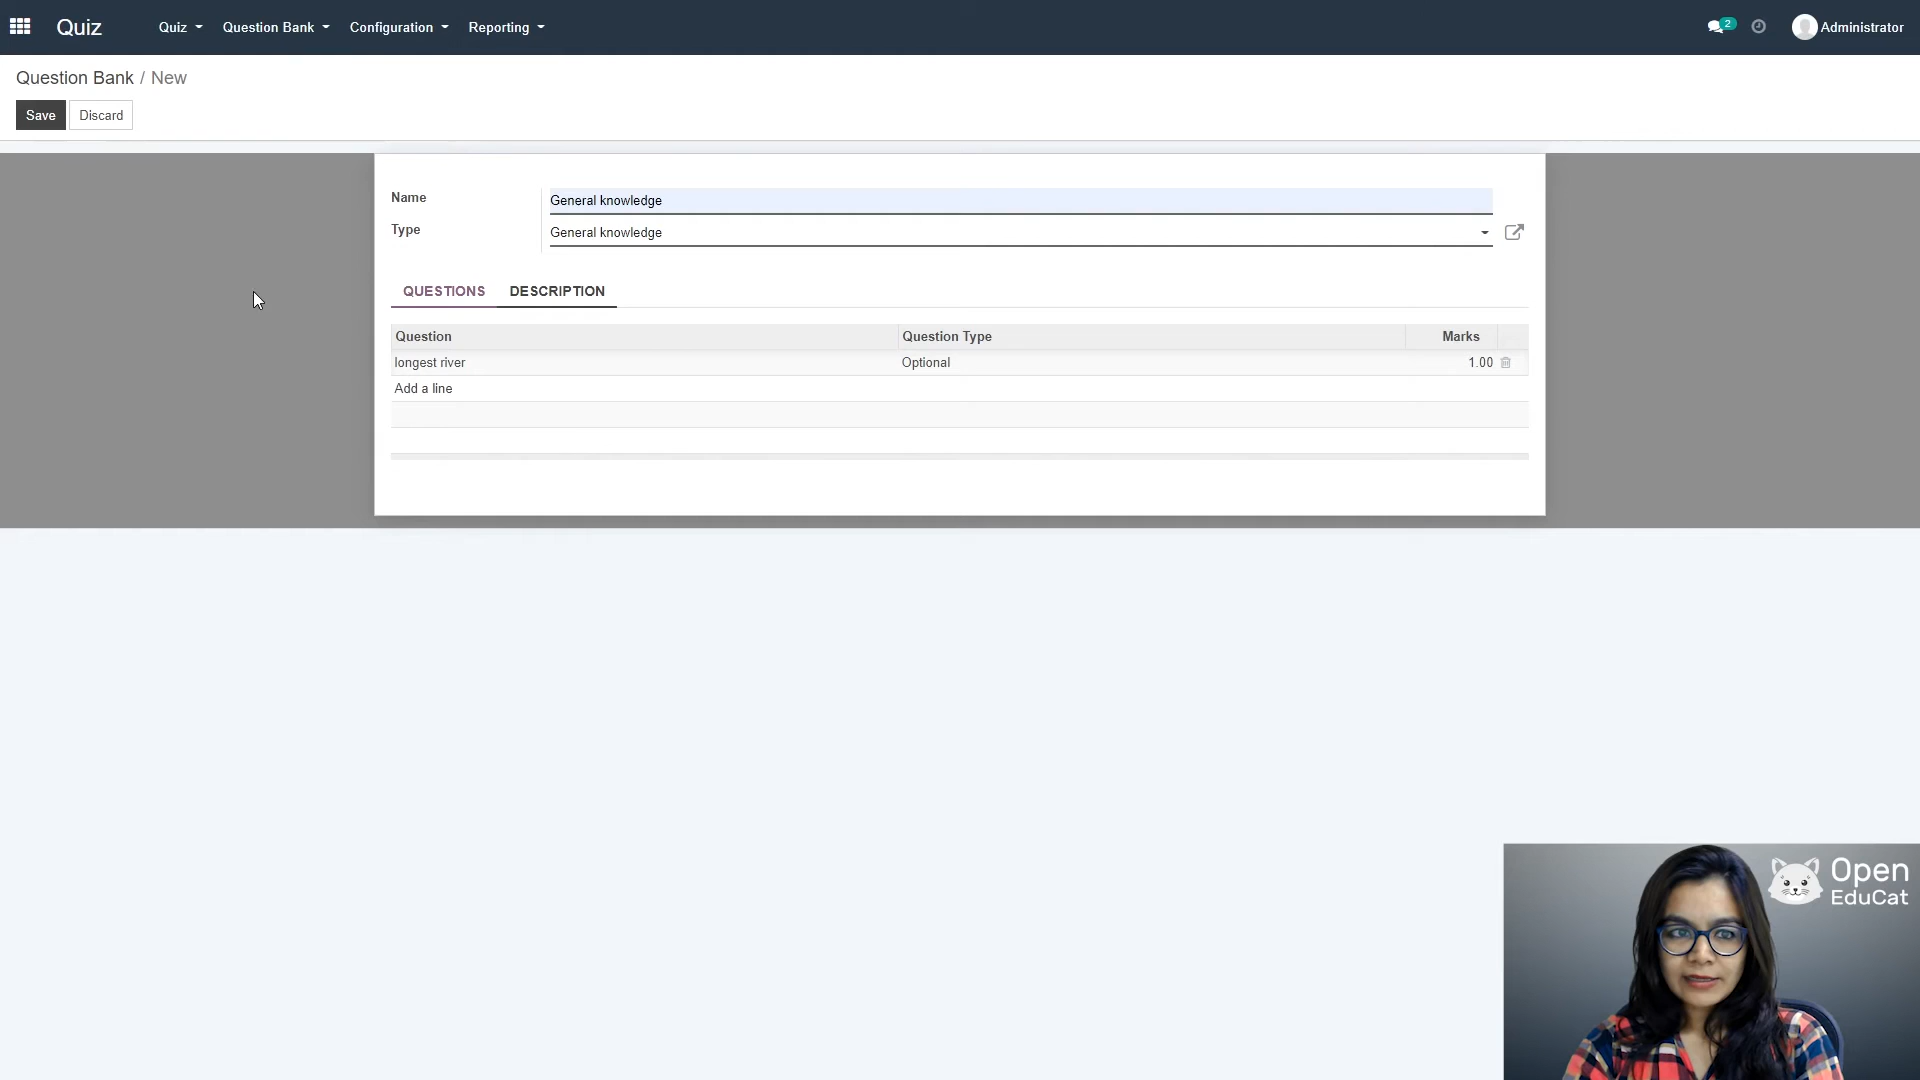 Quiz Quiz Question Bank Configuration Reporting 2 Administrator
Question Bank / New
Save Discard
Name General knowledge
Type General knowledge
QUESTIONS DESCRIPTION
Question Question Type Marks
longest river Optional 1.00
Add a line
Open
EduCat